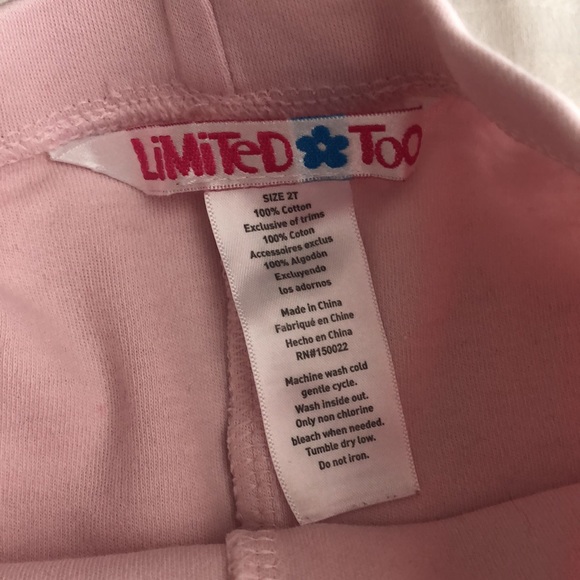 LiMiTeD TOO
SIZE 2T
100% Cotton
Exclusive of trims
100% Coton
Accessoires exclus
100% Algodón
Excluyendo
los adornos
Made in China
Fabriqué en Chine
Hecho en China
RN#150022
Machine wash cold
gentle cycle.
Wash inside out.
Only non chlorine
bleach when needed.
Tumble dry low.
Do not iron.